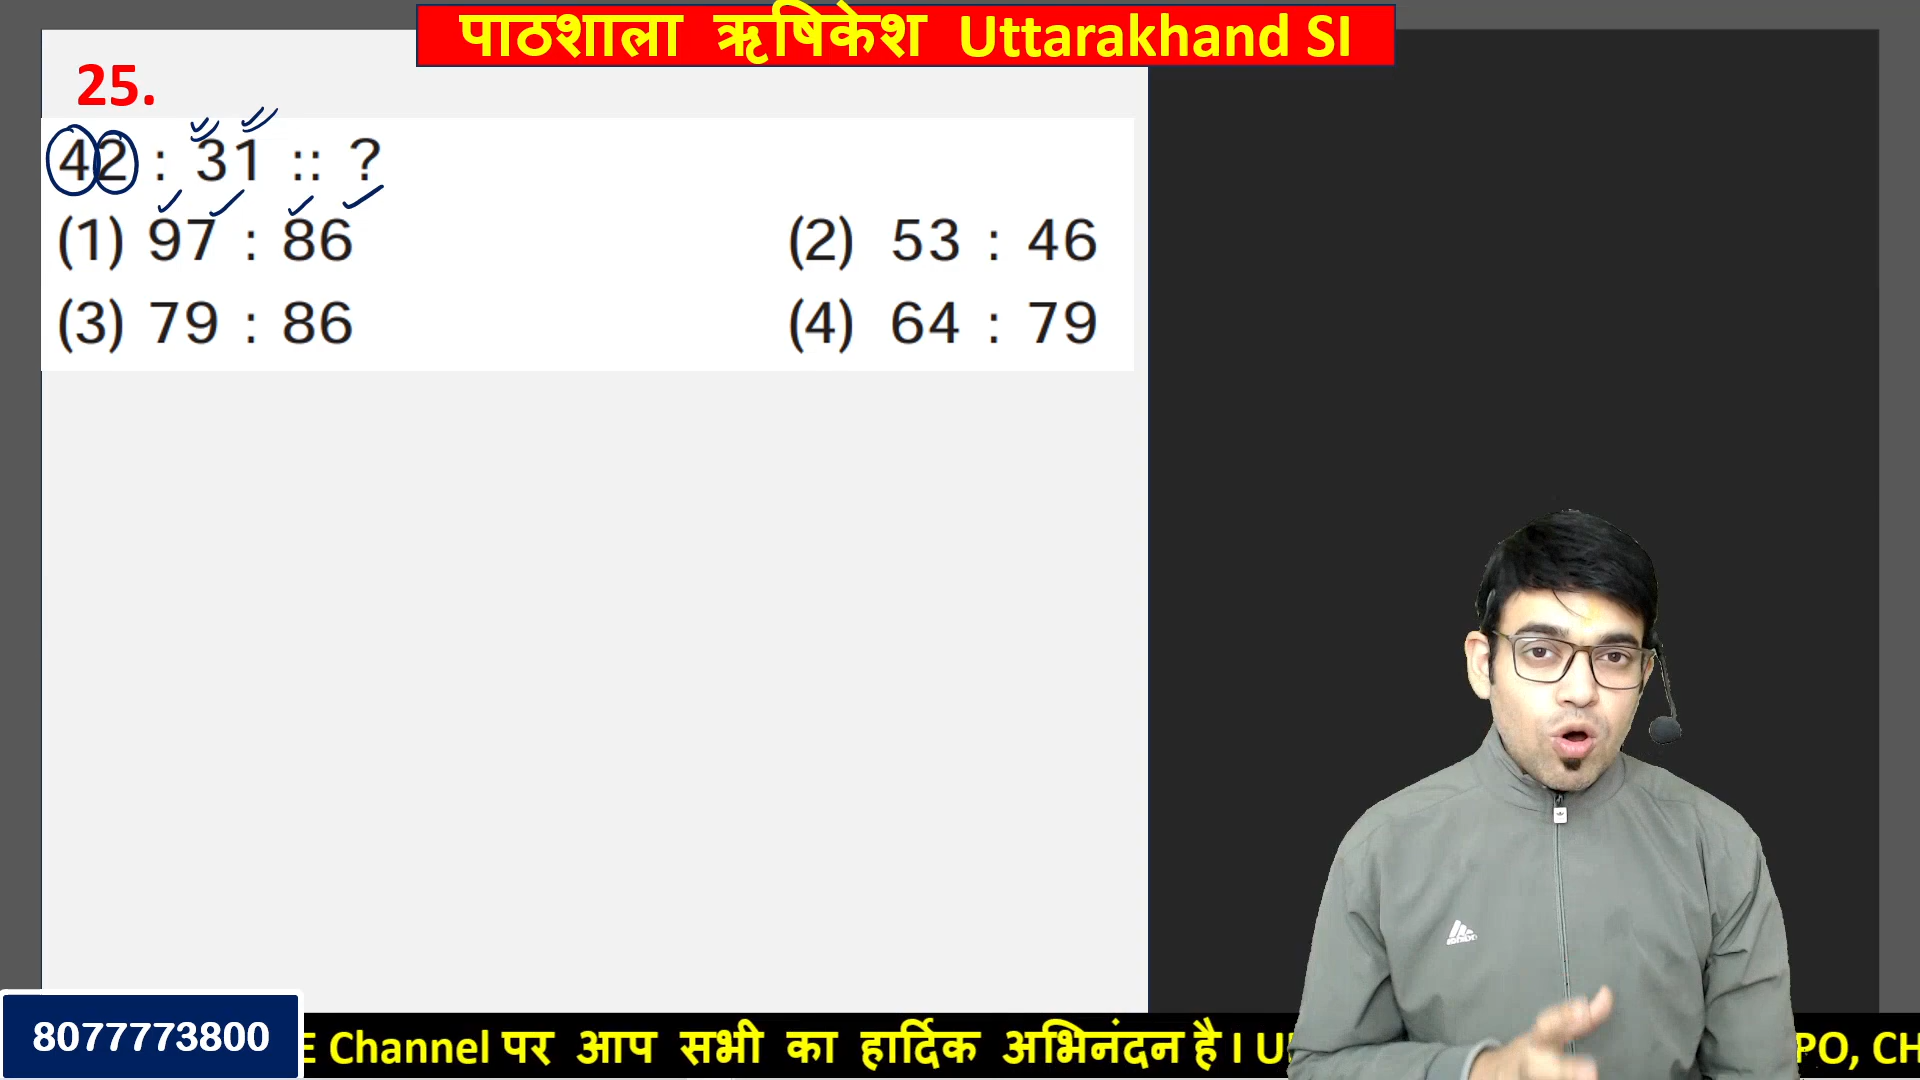 पाठशाला ऋषिकेश Uttarakhand SI
25.
42 : 31 :: ?
(1) 97 : 86 (2) 53 : 46
(3) 79 : 86 (4) 64 : 79
8077773800
E Channel पर आप सभी का हार्दिक अभिनंदन है I PO, CH